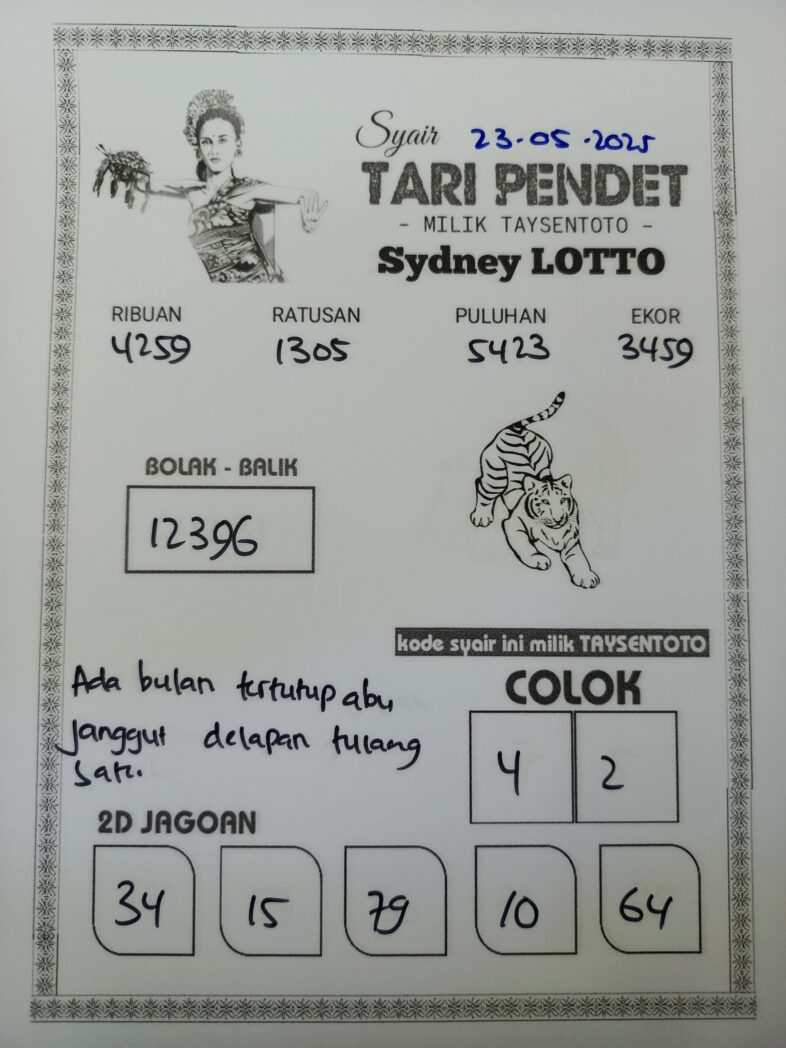 Syair 23.05.2025
TARI PENDET
- MILIK TAYSENTOTO -
Sydney LOTTO
RIBUAN RATUSAN PULUHAN EKOR
4259 1305 5423 3459
BOLAK - BALIK
12396
kode syair ini milik TAYSENTOTO
Ada bulan tertutup abu
Janggut delapan tulang
satu.
COLOK
4 2
2D JAGOAN
34 15 79 10 64